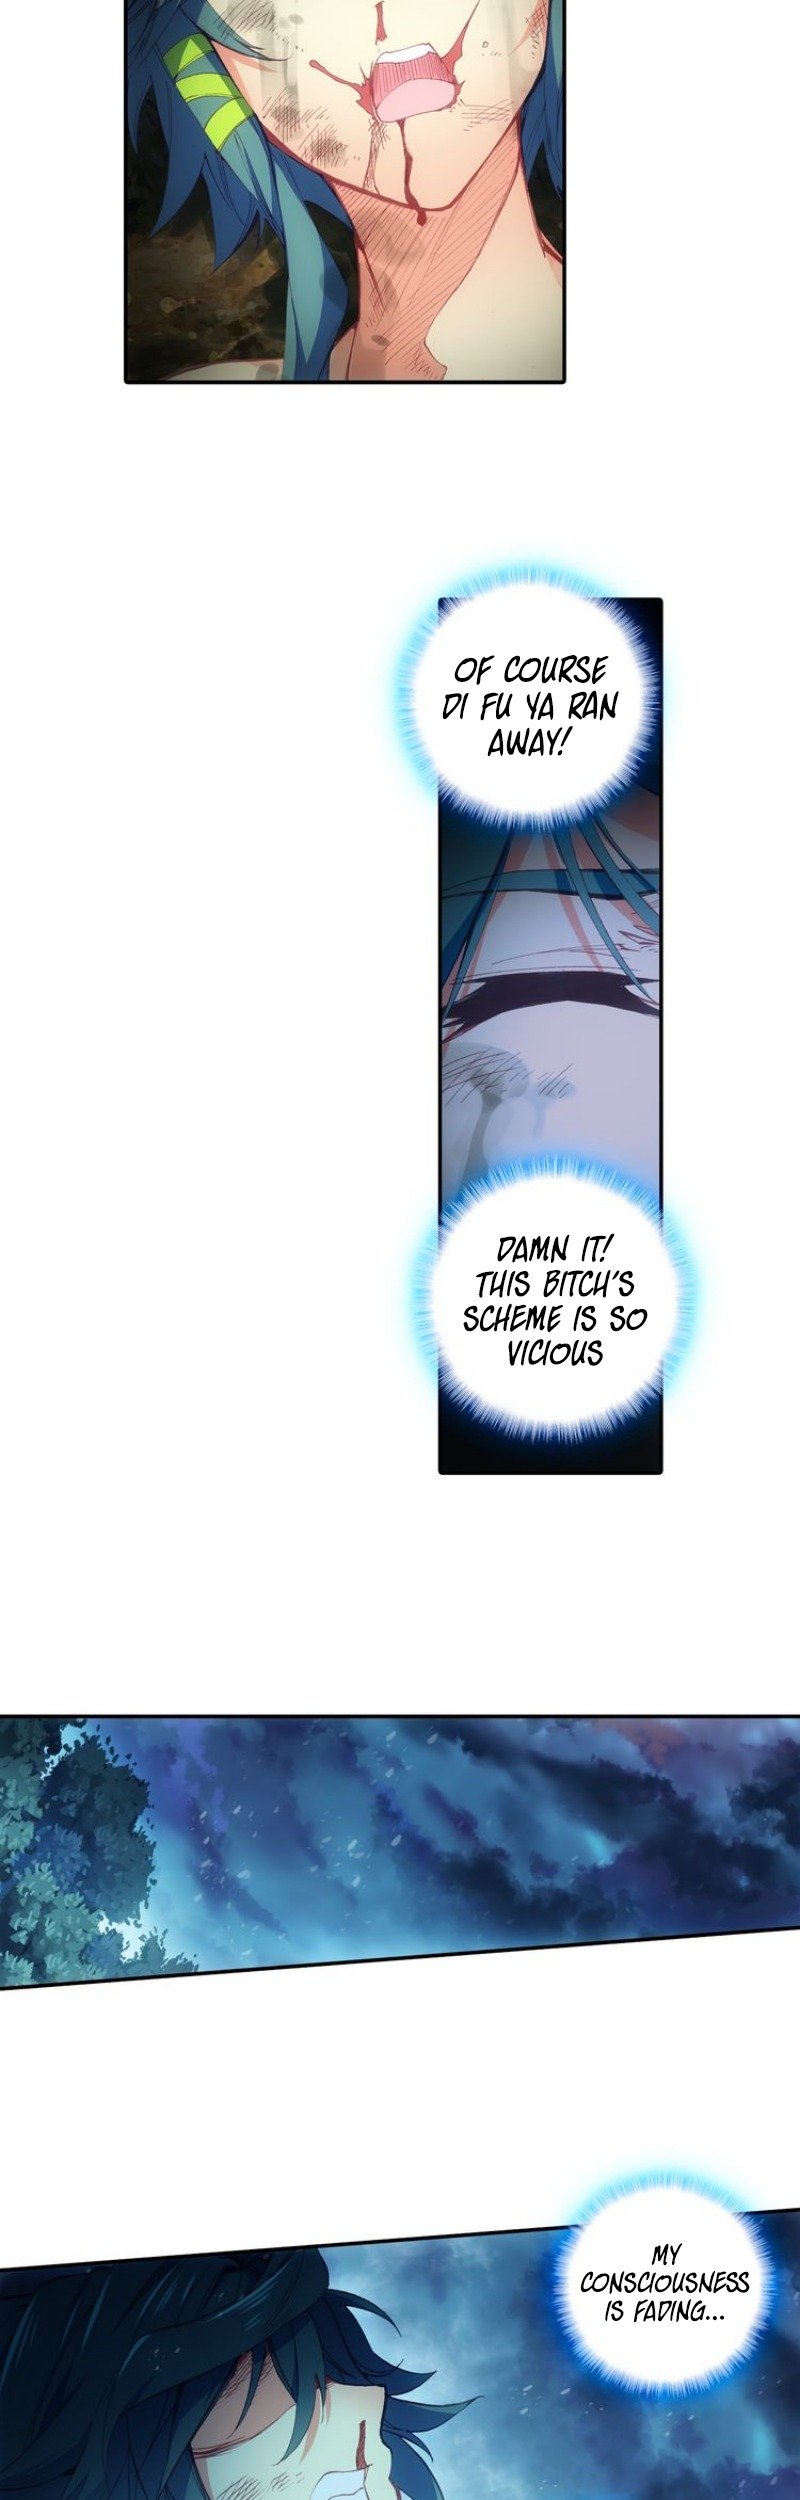 OF COURSE
DI FU YA RAN
AWAY!
DAMN IT!
THIS BITCH'S
SCHEME IS SO
VICIOUS
MY
CONSCIOUSNESS
IS FADING...